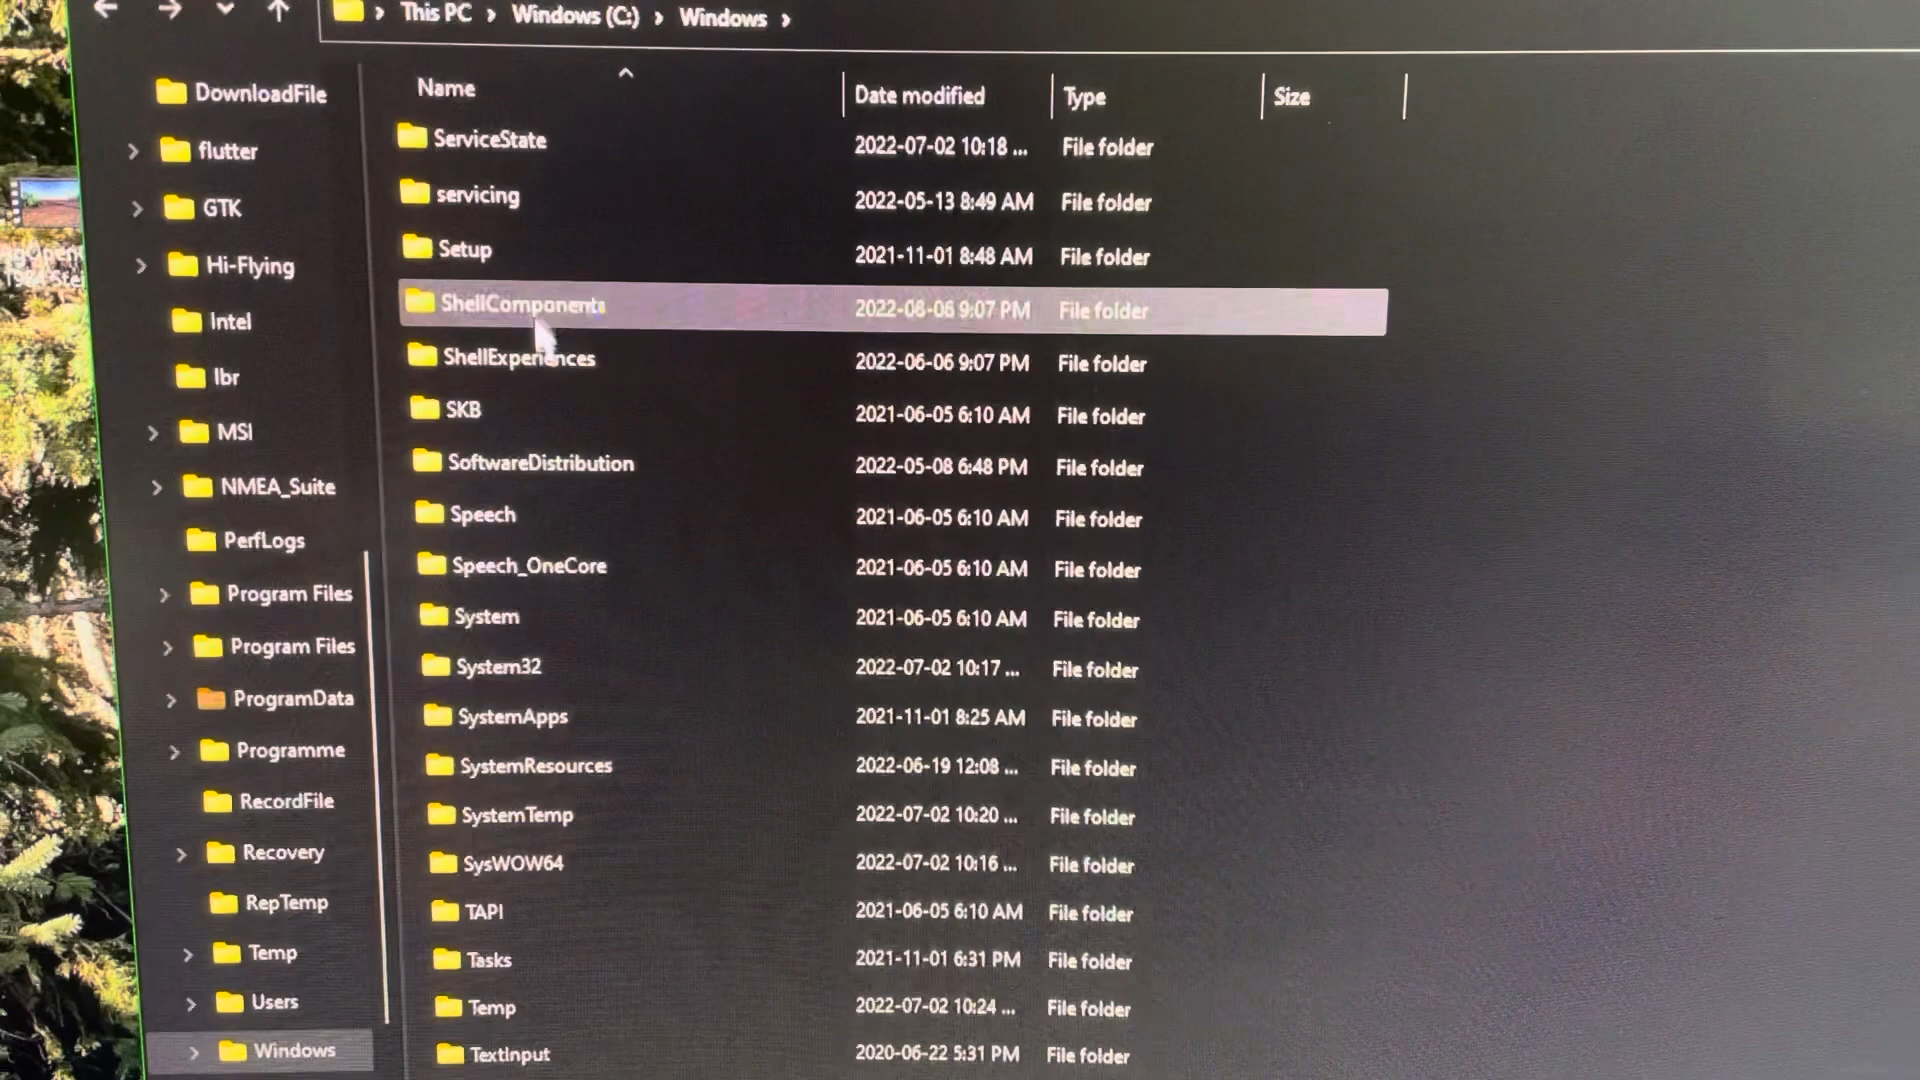 This PC > Windows (C:) > Windows >
DownloadFile
flutter
GTK
Hi-Flying
Intel
lbr
MSI
NMEA_Suite
PerfLogs
Program Files
Program Files
ProgramData
Programme
RecordFile
Recovery
RepTemp
Temp
Users
Windows
Name Date modified Type Size
ServiceState 2022-07-02 10:18 ... File folder
servicing 2022-05-13 8:49 AM File folder
Setup 2021-11-01 8:48 AM File folder
ShellComponents 2022-06-06 9:07 PM File folder
ShellExperiences 2022-06-06 9:07 PM File folder
SKB 2021-06-05 6:10 AM File folder
SoftwareDistribution 2022-05-08 6:48 PM File folder
Speech 2021-06-05 6:10 AM File folder
Speech_OneCore 2021-06-05 6:10 AM File folder
System 2021-06-05 6:10 AM File folder
System32 2022-07-02 10:17 ... File folder
SystemApps 2021-11-01 8:25 AM File folder
SystemResources 2022-06-19 12:08 ... File folder
SystemTemp 2022-07-02 10:20 ... File folder
SysWOW64 2022-07-02 10:16 ... File folder
TAPI 2021-06-05 6:10 AM File folder
Tasks 2021-11-01 6:31 PM File folder
Temp 2022-07-02 10:24 ... File folder
TextInput 2020-06-22 5:31 PM File folder